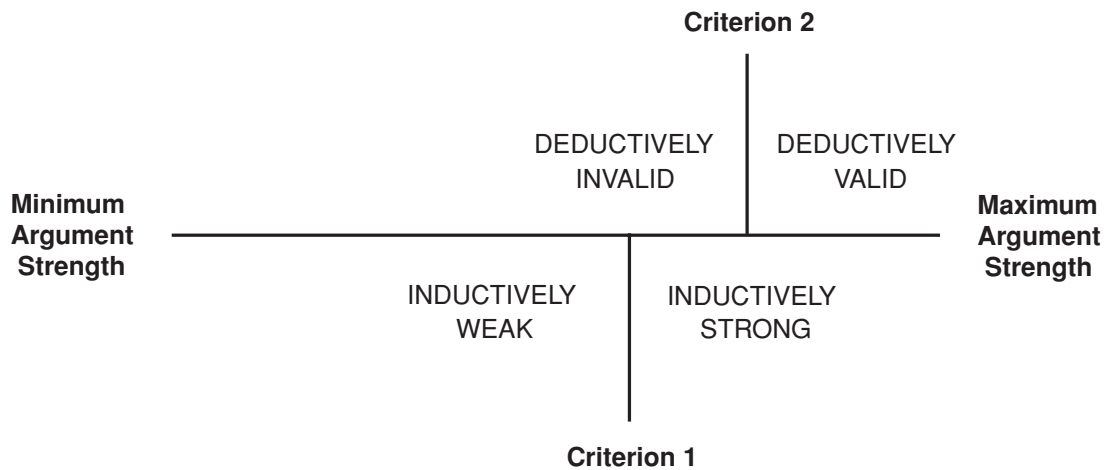 Criterion 2
DEDUCTIVELY
INVALID
DEDUCTIVELY
VALID
Minimum
Argument
Strength
Maximum
Argument
Strength
INDUCTIVELY
WEAK
INDUCTIVELY
STRONG
Criterion 1